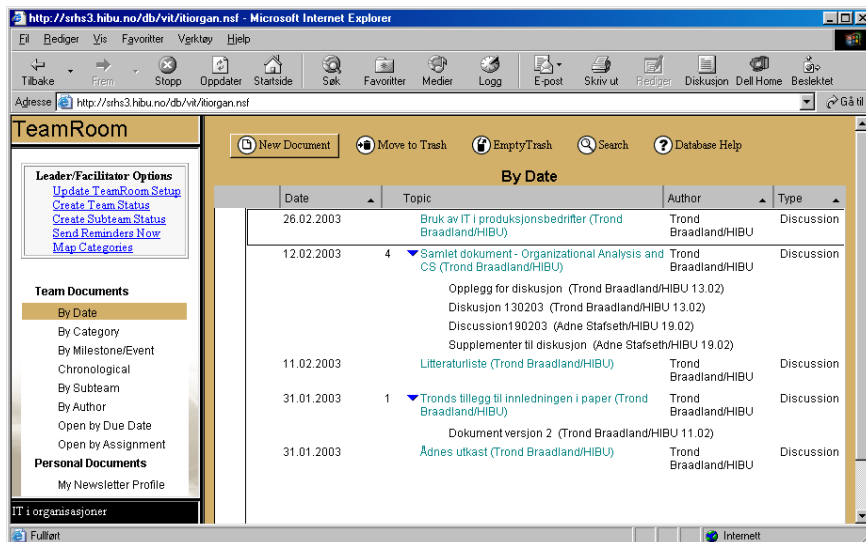 http://srhs3.hibu.no/db/vit/itiorgan.nsf - Microsoft Internet Explorer
Fil Rediger Vis Favoritter Verktøy Hjelp
Tilbake Frem Stopp Oppdater Startside Søk Favoritter Medier Logg E-post Skriv ut Rediger Diskusjon Dell Home Beslektet
Adresse http://srhs3.hibu.no/db/vit/itiorgan.nsf Gå til
TeamRoom
Leader/Facilitator Options
Update TeamRoom Setup
Create Team Status
Create Subteam Status
Send Reminders Now
Map Categories
Team Documents
By Date
By Category
By Milestone/Event
Chronological
By Subteam
By Author
Open by Due Date
Open by Assignment
Personal Documents
My Newsletter Profile
IT i organisasjoner
New Document Move to Trash EmptyTrash Search Database Help
By Date
Date Topic Author Type
26.02.2003 Bruk av IT i produksjonsbedrifter (Trond Trond Discussion
Braadland/HIBU) Braadland/HIBU
12.02.2003 4 Samlet dokument - Organizational Analysis and Trond Discussion
CS (Trond Braadland/HIBU) Braadland/HIBU
Opplegg for diskusjon (Trond Braadland/HIBU 13.02)
Diskusjon 130203 (Trond Braadland/HIBU 13.02)
Discussion190203 (Adne Stafseth/HIBU 19.02)
Supplementer til diskusjon (Adne Stafseth/HIBU 19.02)
11.02.2003 Litteraturliste (Trond Braadland/HIBU) Trond Discussion
Braadland/HIBU
31.01.2003 1 Tronds tillegg til innledningen i paper (Trond Trond Discussion
Braadland/HIBU) Braadland/HIBU
Dokument versjon 2 (Trond Braadland/HIBU 11.02)
31.01.2003 Ådnes utkast (Trond Braadland/HIBU) Trond Discussion
Braadland/HIBU
Fullført Internett